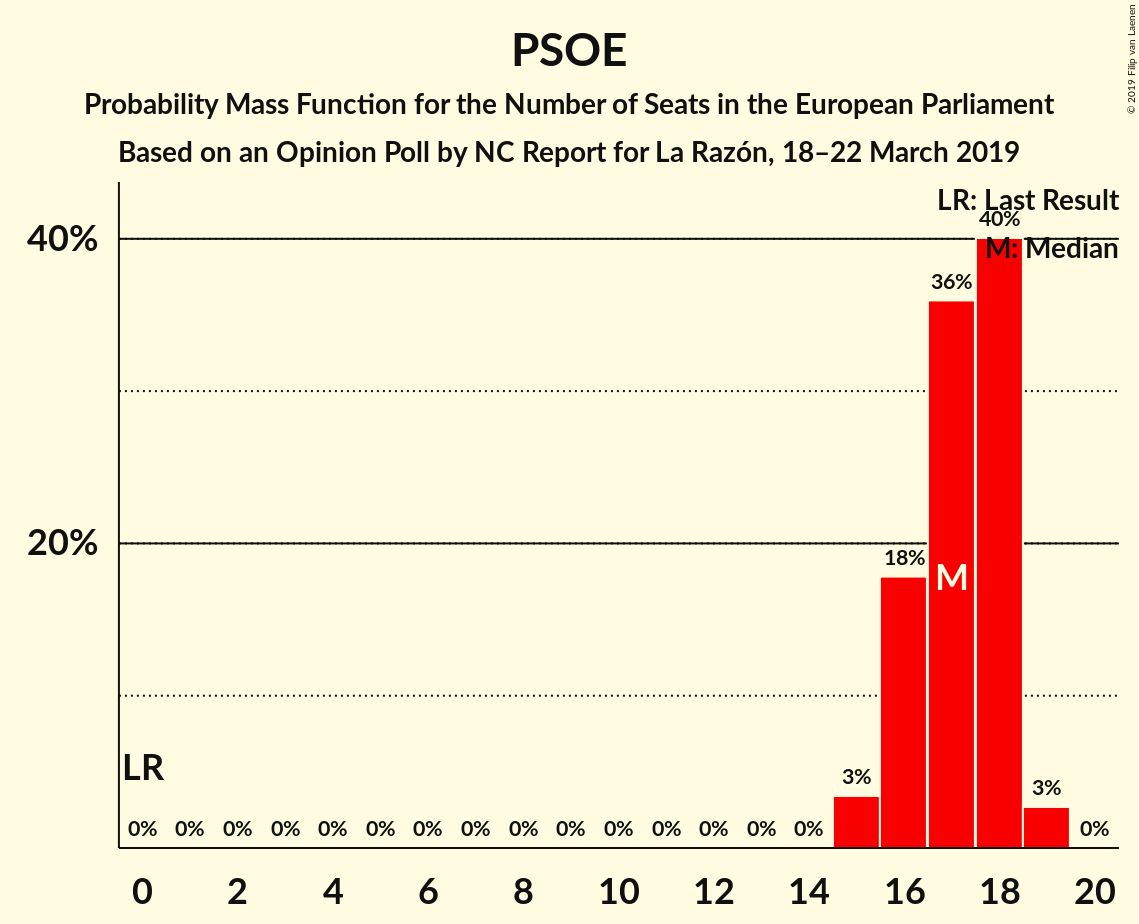 PSOE
Probability Mass Function for the Number of Seats in the European Parliament
Based on an Opinion Poll by NC Report for La Razón, 18–22 March 2019
© 2019 Filip van Laenen
LR: Last Result
M: Median
40%
20%
40%
36%
18%
M
3%
3%
LR
0% 0% 0% 0% 0% 0% 0% 0% 0% 0% 0% 0% 0% 0% 0% 0%
0 2 4 6 8 10 12 14 16 18 20